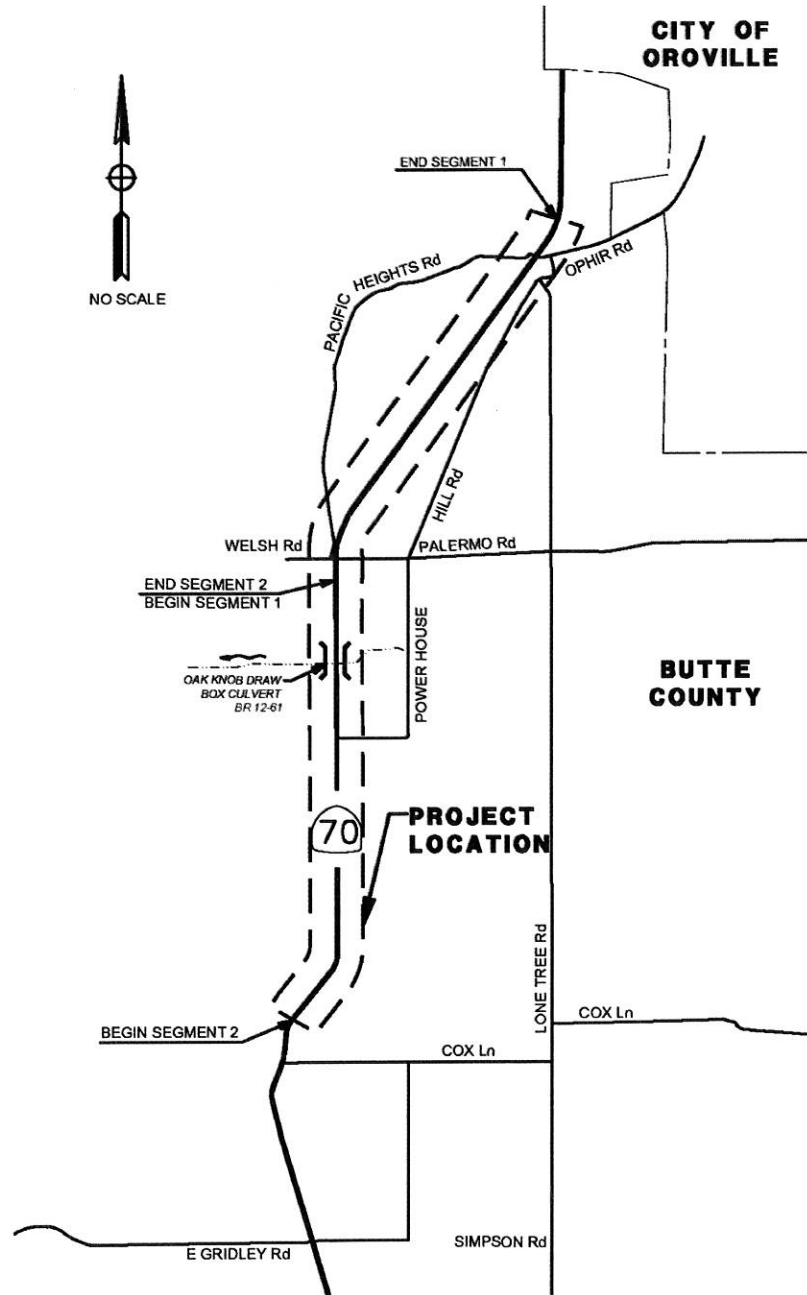 CITY OF
OROVILLE
END SEGMENT 1
OPHIR Rd
PACIFIC
HEIGHTS Rd
NO SCALE
HILL Rd
WELSH Rd
PALERMO Rd
END SEGMENT 2
BEGIN SEGMENT 1
OAK KNOB DRAW
BOX CULVERT
BR 12-61
POWER HOUSE
BUTTE
COUNTY
70
PROJECT
LOCATION
LONE TREE Rd
BEGIN SEGMENT 2
COX Ln
COX Ln
E GRIDLEY Rd
SIMPSON Rd